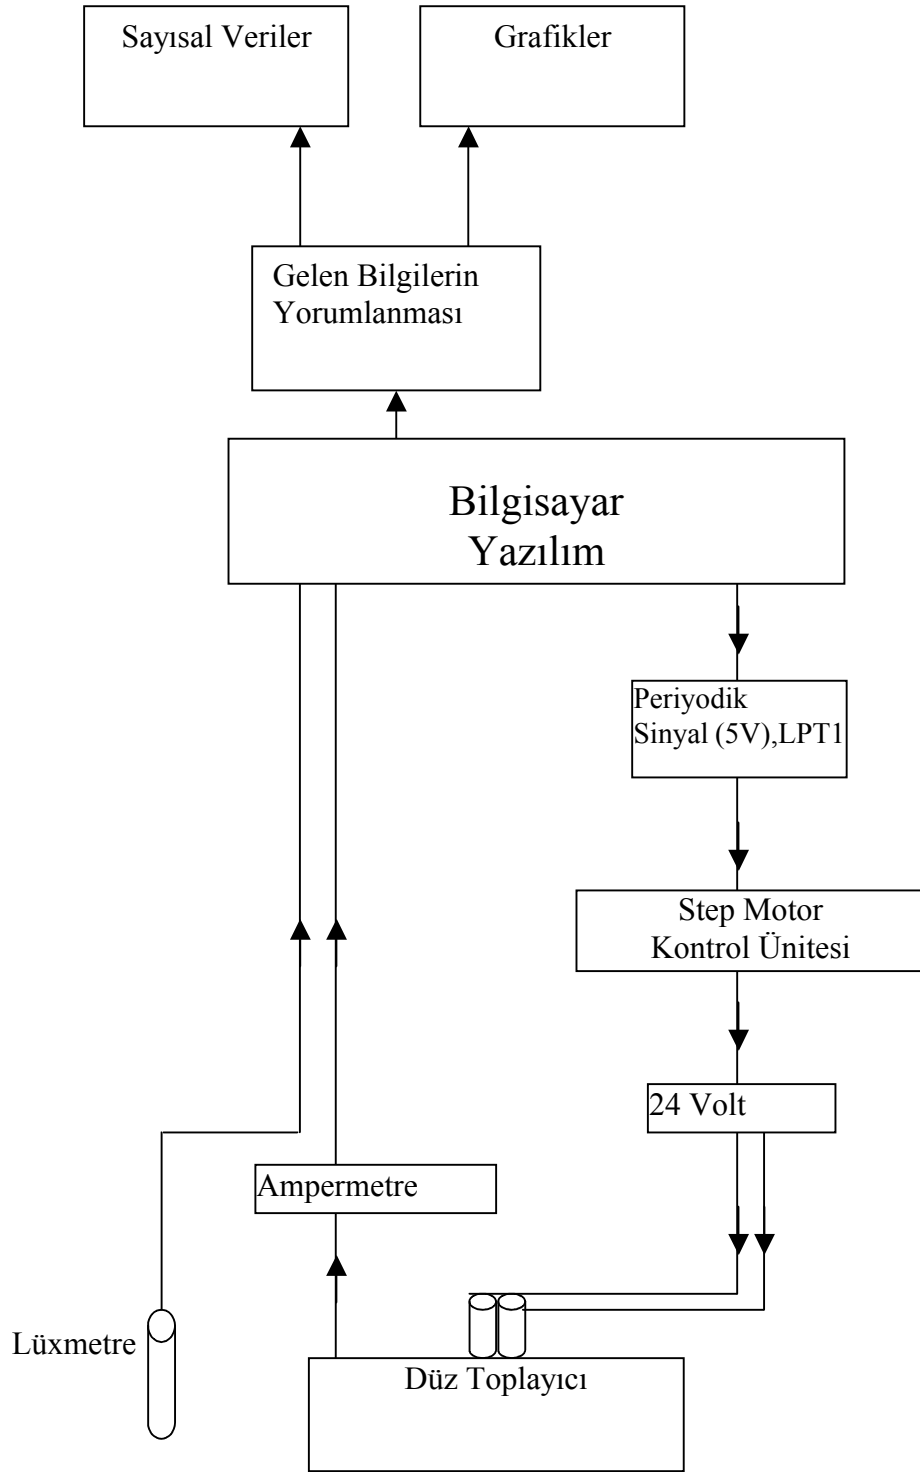 Sayısal Veriler
Grafikler
Gelen Bilgilerin
Yorumlanması
Bilgisayar
Yazılım
Periyodik
Sinyal (5V),LPT1
Step Motor
Kontrol Ünitesi
24 Volt
Ampermetre
Lüxmetre
Düz Toplayıcı